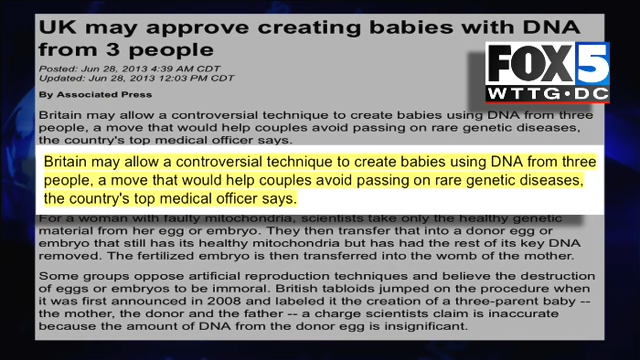 UK may approve creating babies with DNA
from 3 people
Posted: Jun 28, 2013 4:39 AM CDT
Updated: Jun 28, 2013 12:03 PM CDT
By Associated Press
FOX 5
WTTG•DC
Britain may allow a controversial technique to create babies using DNA from three
people, a move that would help couples avoid passing on rare genetic diseases,
the country's top medical officer says.
Britain may allow a controversial technique to create babies using DNA from three
people, a move that would help couples avoid passing on rare genetic diseases,
the country's top medical officer says.
For a woman with faulty mitochondria, scientists take only the healthy genetic
material from her egg or embryo. They then transfer that into a donor egg or
embryo that still has its healthy mitochondria but has had the rest of its key DNA
removed. The fertilized embryo is then transferred into the womb of the mother.
Some groups oppose artificial reproduction techniques and believe the destruction
of eggs or embryos to be immoral. British tabloids jumped on the procedure when
it was first announced in 2008 and labeled it the creation of a three-parent baby --
the mother, the donor and the father -- a charge scientists claim is inaccurate
because the amount of DNA from the donor egg is insignificant.